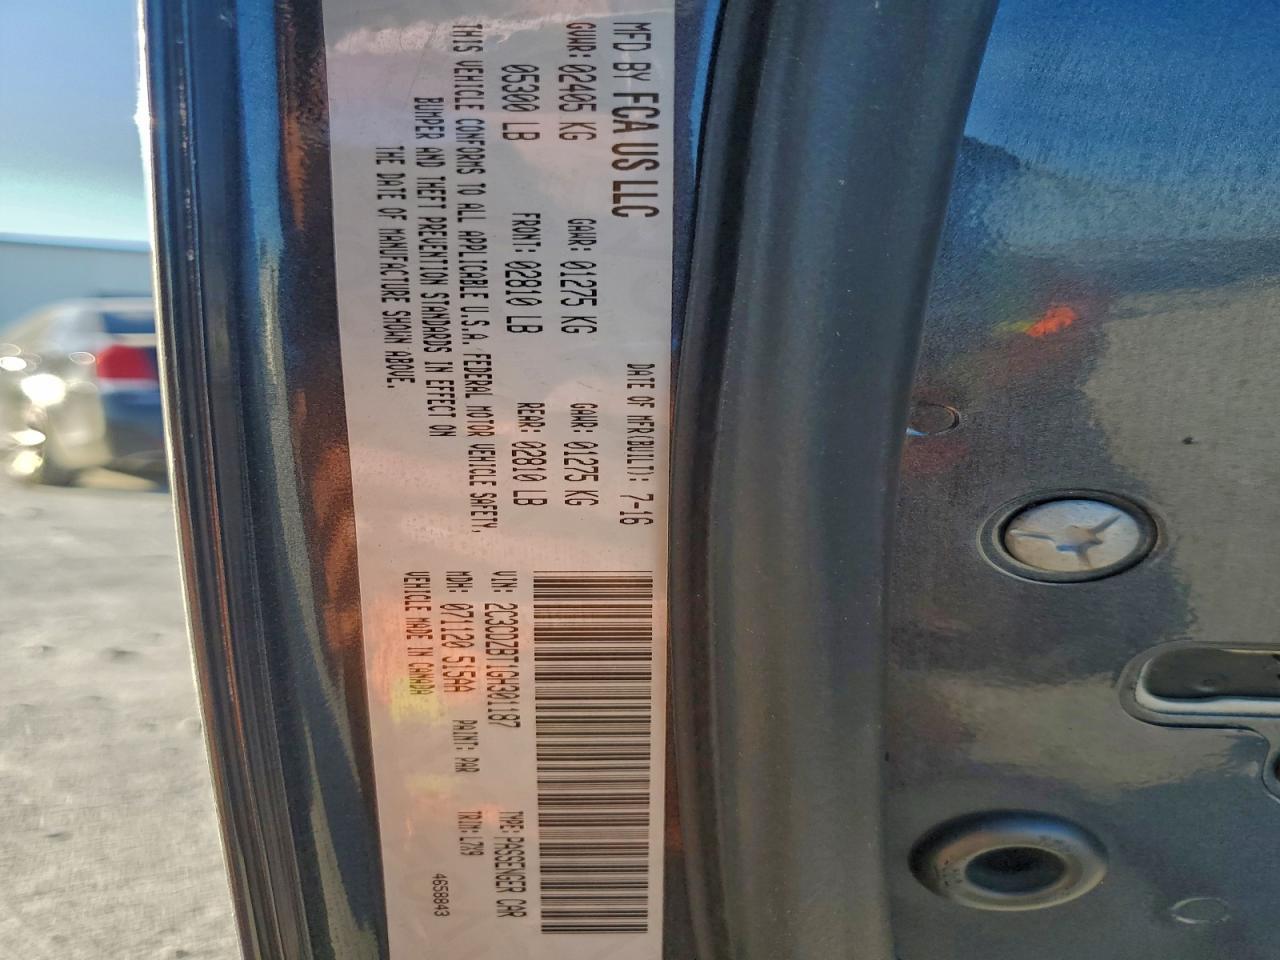 MFD BY FCA US LLC
DATE OF MFR(BUILT): 7-16
GVWR: 02405 KG GAWR: 01275 KG GAWR: 01275 KG
05300 LB FRONT: 02810 LB REAR: 02810 LB
THIS VEHICLE CONFORMS TO ALL APPLICABLE U.S.A. FEDERAL MOTOR VEHICLE SAFETY,
BUMPER AND THEFT PREVENTION STANDARDS IN EFFECT ON
THE DATE OF MANUFACTURE SHOWN ABOVE.
VIN: 2C3CDZBT1GH301187 TYPE: PASSENGER CAR
MDH: 071120 515AA PAINT: PAR TRIM: L7X9
VEHICLE MADE IN CANADA 4658843